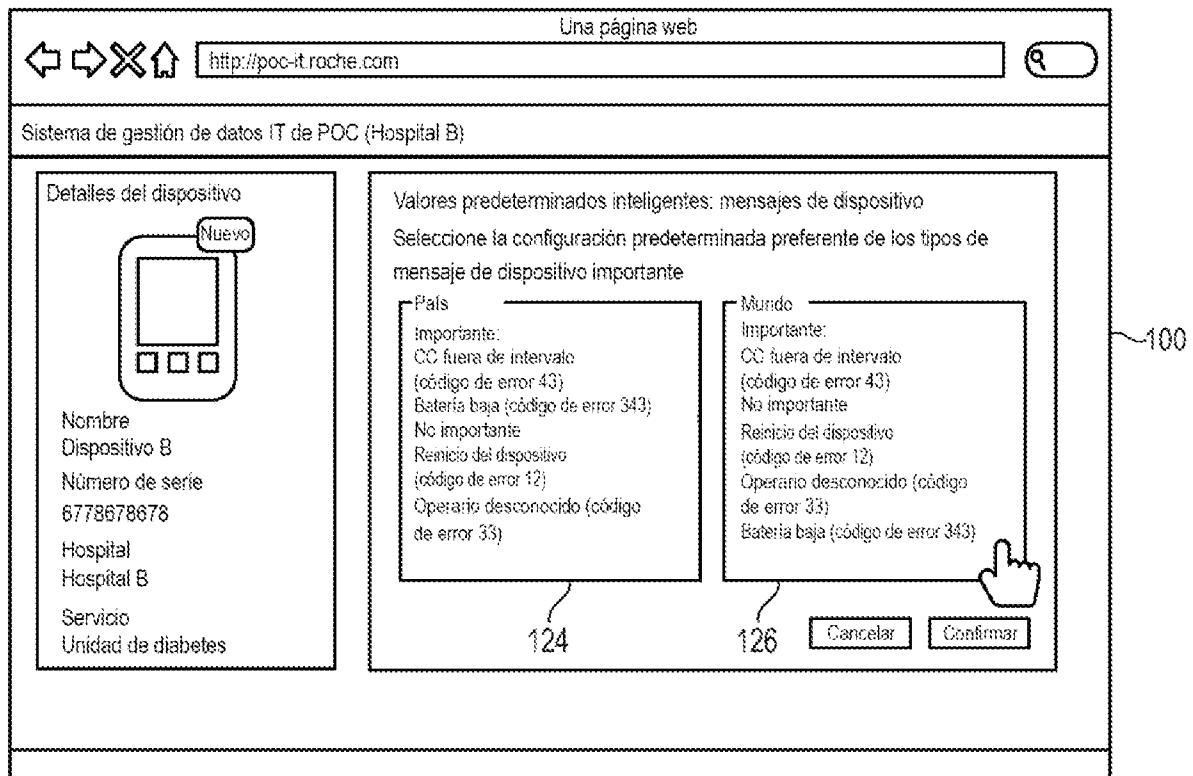 Una página web
http://poc-it.roche.com
Sistema de gestión de datos IT de POC (Hospital B)
Detalles del dispositivo
Nuevo
Nombre
Dispositivo B
Número de serie
6778678678
Hospital
Hospital B
Servicio
Unidad de diabetes
Valores predeterminados inteligentes: mensajes de dispositivo
Seleccione la configuración predeterminada preferente de los tipos de
mensaje de dispositivo importante
País
Importante:
CC fuera de intervalo
(código de error 43)
Batería baja (código de error 343)
No importante
Reinicio del dispositivo
(código de error 12)
Operario desconocido (código
de error 33)
124
Mundo
Importante:
CC fuera de intervalo
(código de error 43)
No importante
Reinicio del dispositivo
(código de error 12)
Operario desconocido (código
de error 33)
Batería baja (código de error 343)
126
Cancelar
Confirmar
100